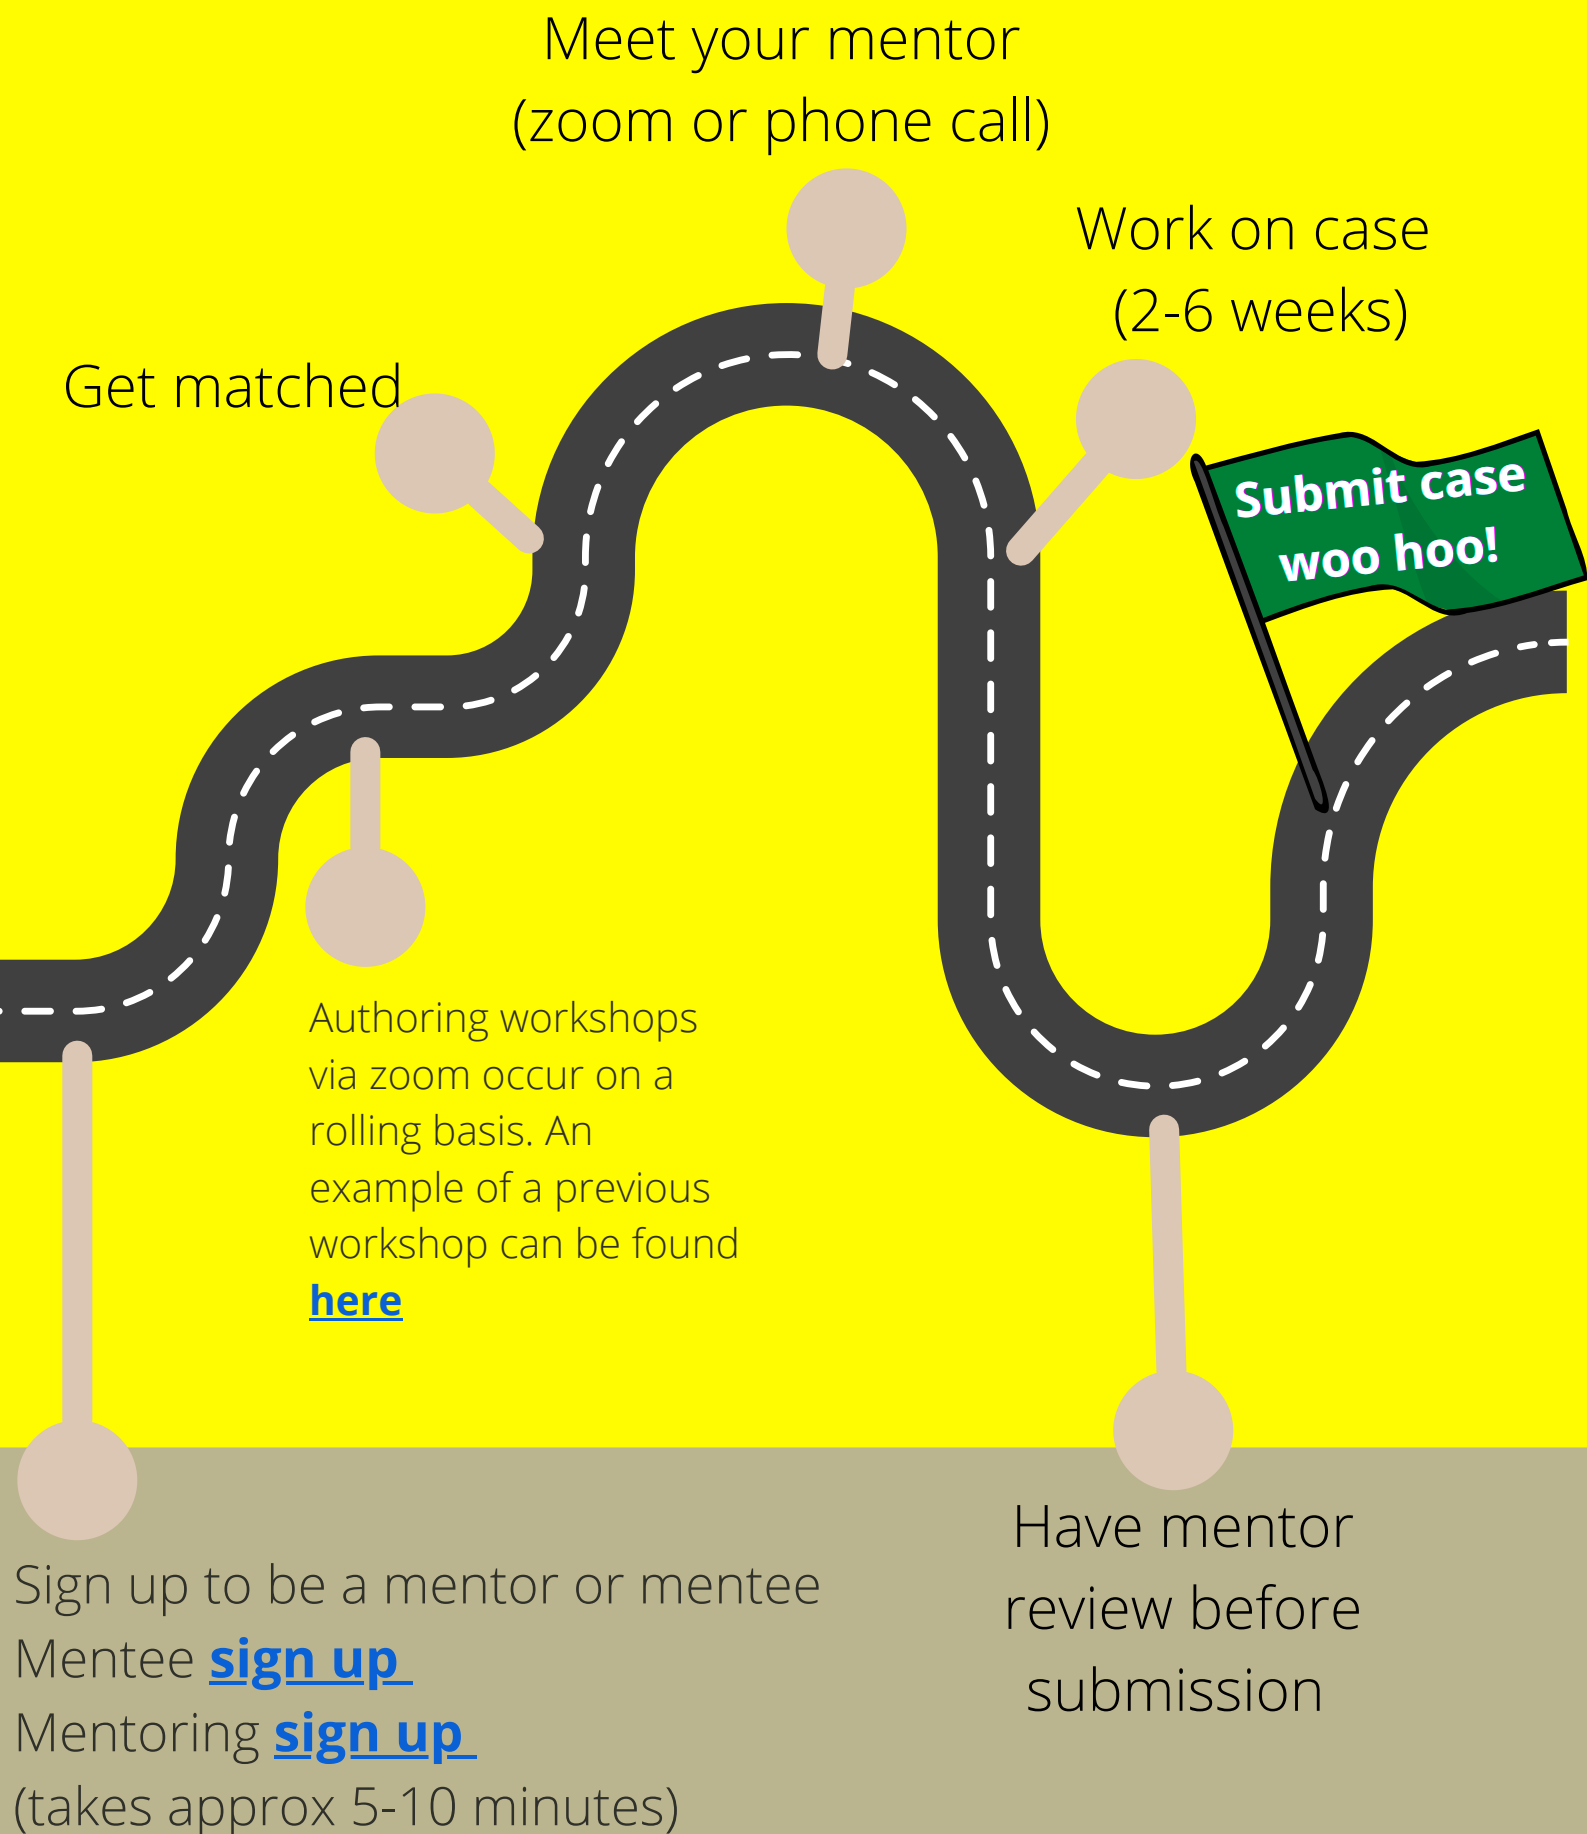 Meet your mentor
(zoom or phone call)
Work on case
(2-6 weeks)
Get matched
Submit case
woo hoo!
Authoring workshops
via zoom occur on a
rolling basis. An
example of a previous
workshop can be found
here
Have mentor
review before
submission
Sign up to be a mentor or mentee
Mentee sign up
Mentoring sign up
(takes approx 5-10 minutes)